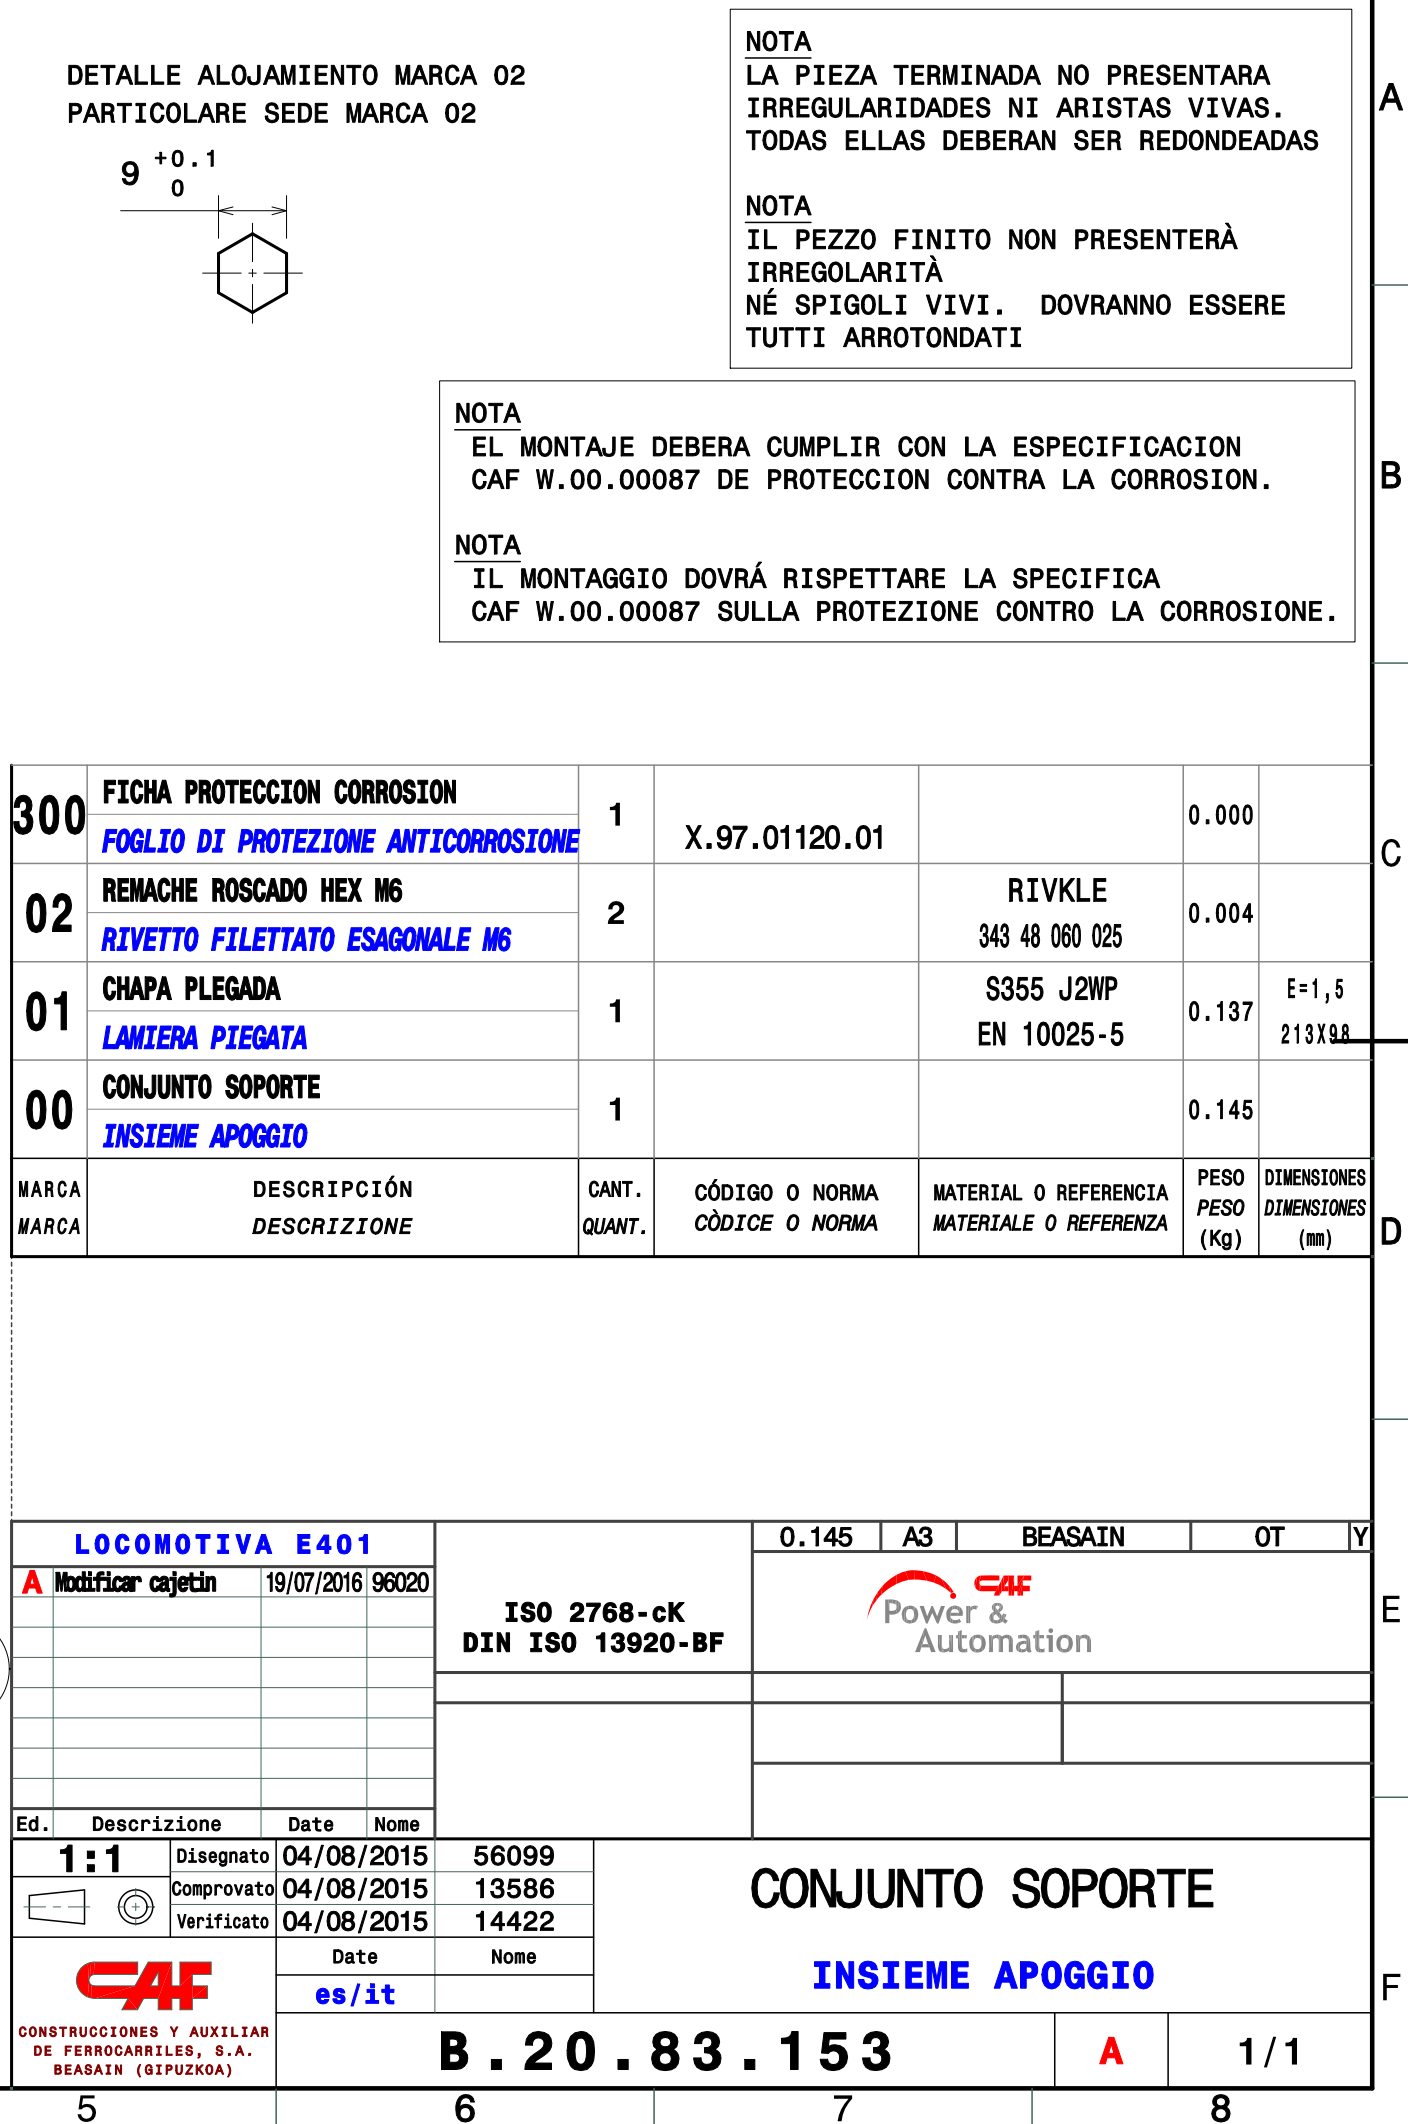 DETALLE ALOJAMIENTO MARCA 02
PARTICOLARE SEDE MARCA 02
9 +0.1
0
NOTA
LA PIEZA TERMINADA NO PRESENTARA
IRREGULARIDADES NI ARISTAS VIVAS.
TODAS ELLAS DEBERAN SER REDONDEADAS
NOTA
IL PEZZO FINITO NON PRESENTERÀ
IRREGOLARITÀ
NÉ SPIGOLI VIVI. DOVRANNO ESSERE
TUTTI ARROTONDATI
A
NOTA
EL MONTAJE DEBERA CUMPLIR CON LA ESPECIFICACION
CAF W.00.00087 DE PROTECCION CONTRA LA CORROSION.
NOTA
IL MONTAGGIO DOVRÁ RISPETTARE LA SPECIFICA
CAF W.00.00087 SULLA PROTEZIONE CONTRO LA CORROSIONE.
B
300 FICHA PROTECCION CORROSION 1 X.97.01120.01 0.000
FOGLIO DI PROTEZIONE ANTICORROSIONE
C
02 REMACHE ROSCADO HEX M6 2 RIVKLE 0.004
RIVETTO FILETTATO ESAGONALE M6 343 48 060 025
01 CHAPA PLEGADA 1 S355 J2WP 0.137 E=1,5
LAMIERA PIEGATA EN 10025-5 213X98
00 CONJUNTO SOPORTE 1 0.145
INSIEME APOGGIO
MARCA DESCRIPCIÓN CANT. CÓDIGO O NORMA MATERIAL O REFERENCIA PESO DIMENSIONES
MARCA DESCRIZIONE QUANT. CÒDICE O NORMA MATERIALE O REFERENZA PESO DIMENSIONES
(Kg) (mm)
D
LOCOMOTIVA E401
A Modificar cajetin 19/07/2016 96020
Ed. Descrizione Date Nome
ISO 2768-cK
DIN ISO 13920-BF
0.145 A3 BEASAIN OT Y
CAF
Power &
Automation
E
1:1
Disegnato 04/08/2015 56099
Comprovato 04/08/2015 13586
Verificato 04/08/2015 14422
Date Nome
es/it
CONJUNTO SOPORTE
INSIEME APOGGIO
F
CAF
CONSTRUCCIONES Y AUXILIAR
DE FERROCARRILES, S.A.
BEASAIN (GIPUZKOA)
B.20.83.153 A 1/1
5 6 7 8